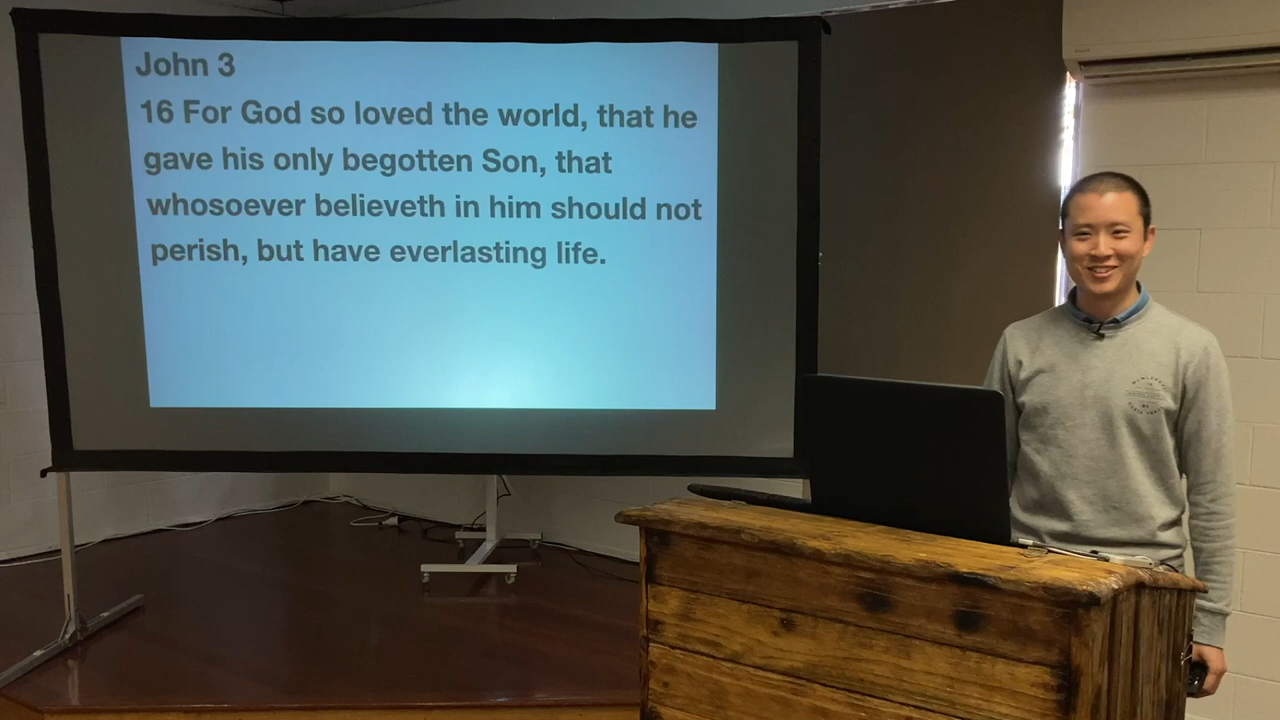 John 3
16 For God so loved the world, that he
gave his only begotten Son, that
whosoever believeth in him should not
perish, but have everlasting life.